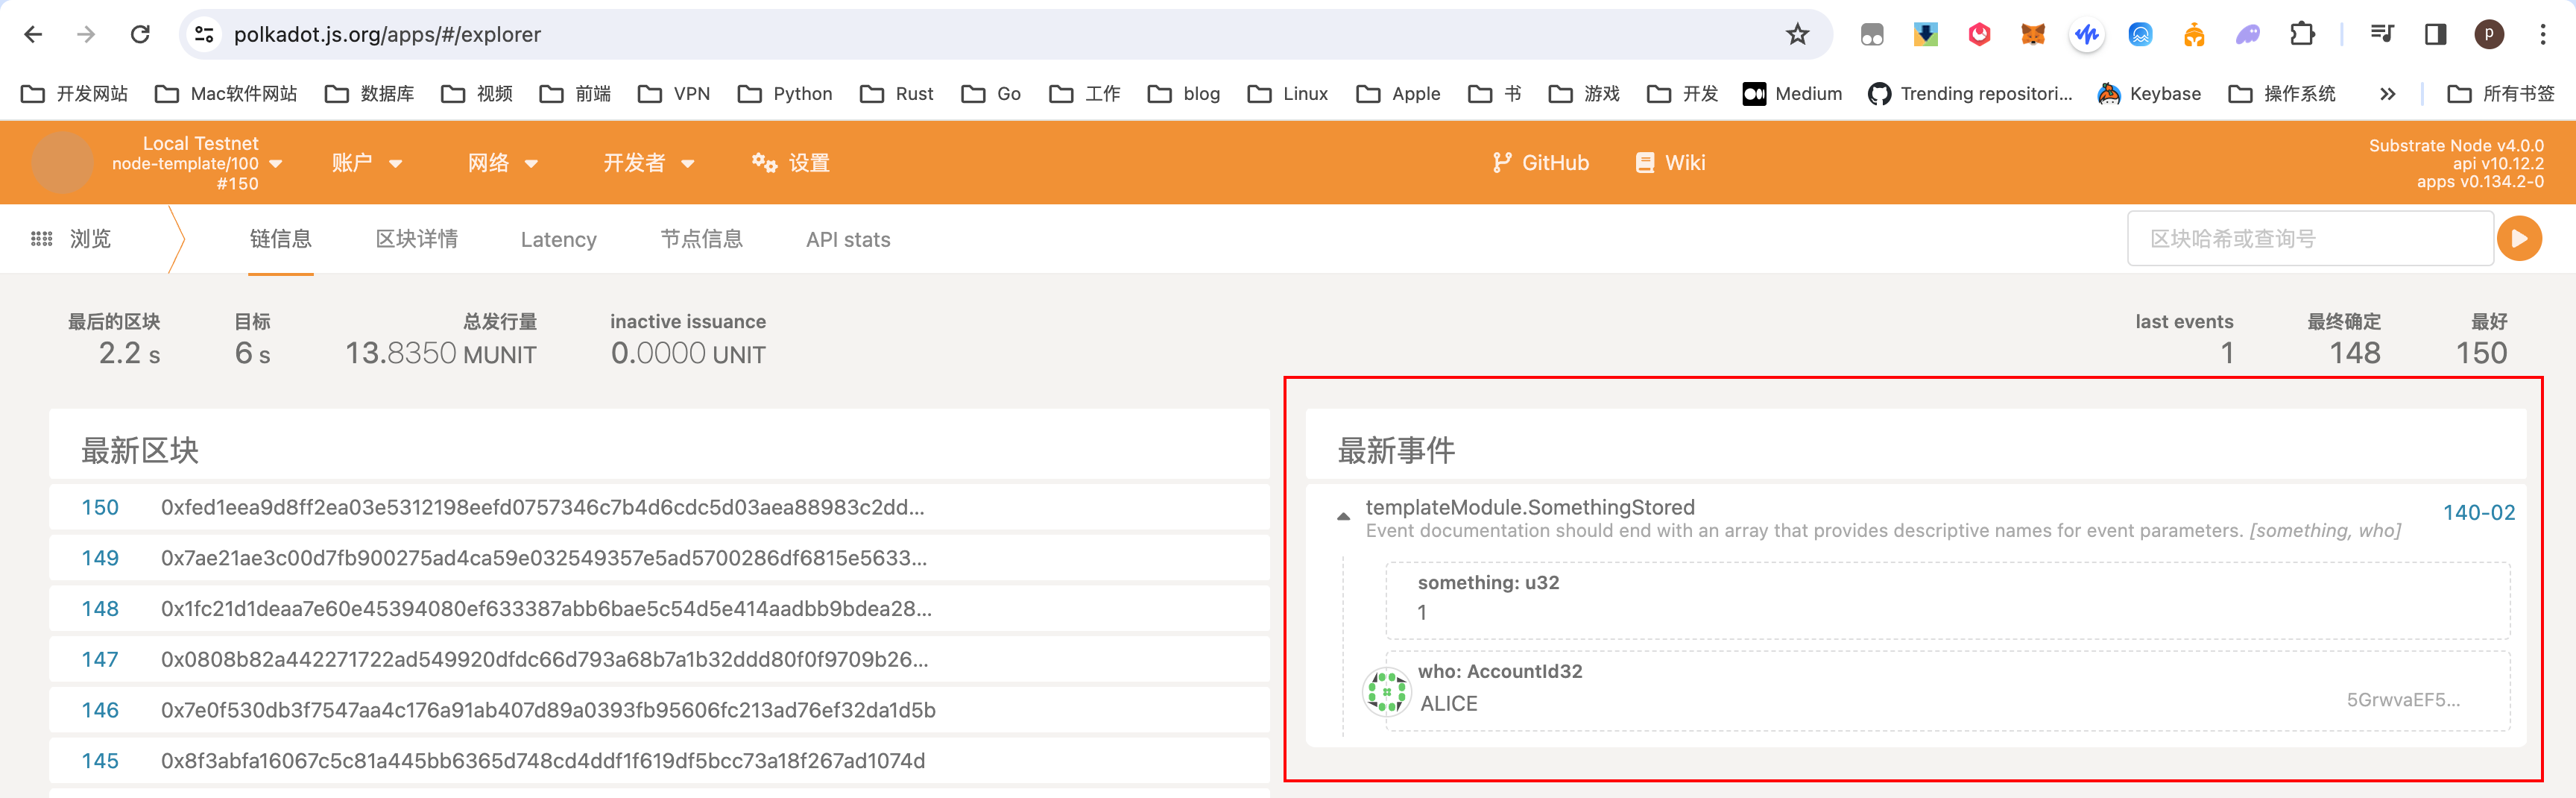 polkadot.js.org/apps/#/explorer
p
开发网站 Mac软件网站 数据库 视频 前端 VPN Python Rust Go 工作 blog Linux Apple 书 游戏 开发 Medium Trending repositori... Keybase 操作系统 » 所有书签
Local Testnet
node-template/100
#150
账户 网络 开发者 设置 GitHub Wiki
Substrate Node v4.0.0
api v10.12.2
apps v0.134.2-0
浏览 链信息 区块详情 Latency 节点信息 API stats 区块哈希或查询号
最后的区块 目标 总发行量 inactive issuance last events 最终确定 最好
2.2 s 6 s 13.8350 MUNIT 0.0000 UNIT 1 148 150
最新区块
150 0xfed1eea9d8ff2ea03e5312198eefd0757346c7b4d6cdc5d03aea88983c2dd...
149 0x7ae21ae3c00d7fb900275ad4ca59e032549357e5ad5700286df6815e5633...
148 0x1fc21d1deaa7e60e45394080ef633387abb6bae5c54d5e414aadbb9bdea28...
147 0x0808b82a442271722ad549920dfdc66d793a68b7a1b32ddd80f0f9709b26...
146 0x7e0f530db3f7547aa4c176a91ab407d89a0393fb95606fc213ad76ef32da1d5b
145 0x8f3abfa16067c5c81a445bb6365d748cd4ddf1f619df5bcc73a18f267ad1074d
最新事件
templateModule.SomethingStored
140-02
Event documentation should end with an array that provides descriptive names for event parameters. [something, who]
something: u32
1
who: AccountId32
ALICE 5GrwvaEF5...